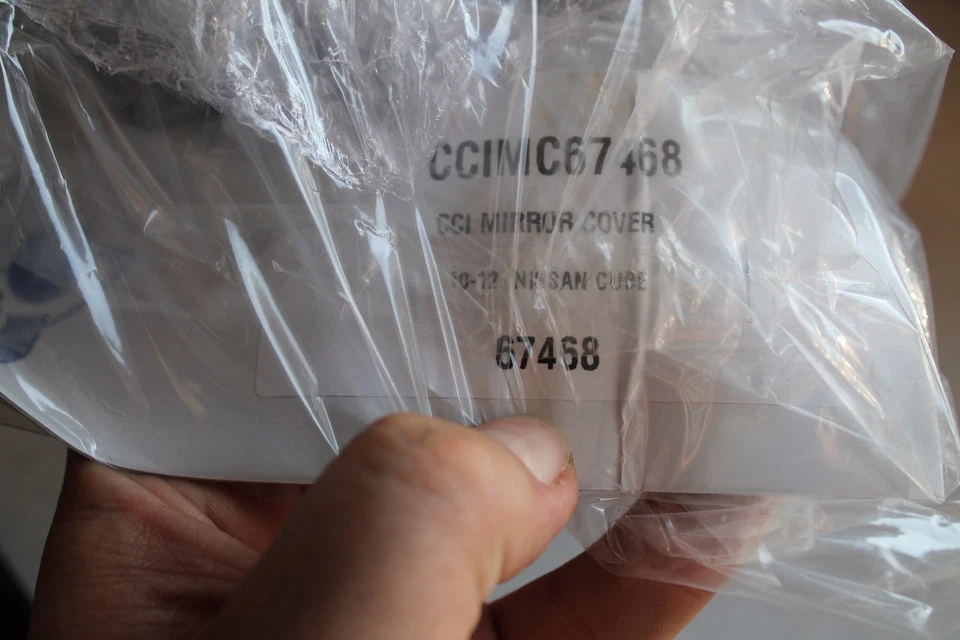 CCIMC67468
CCI MIRROR COVER
10-12 NISSAN CUBE
67468